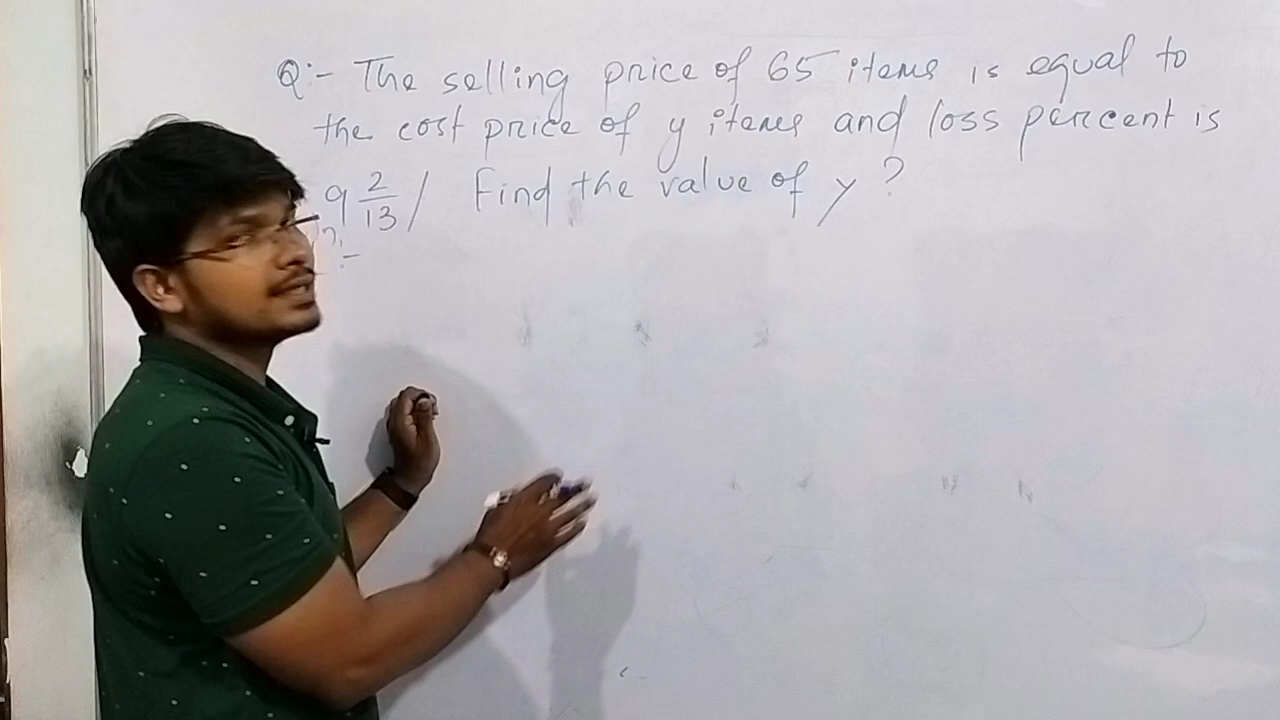 Q:- The selling price of 65 items is equal to
the cost price of y items and loss percent is
9 2/13 / Find the value of y ?